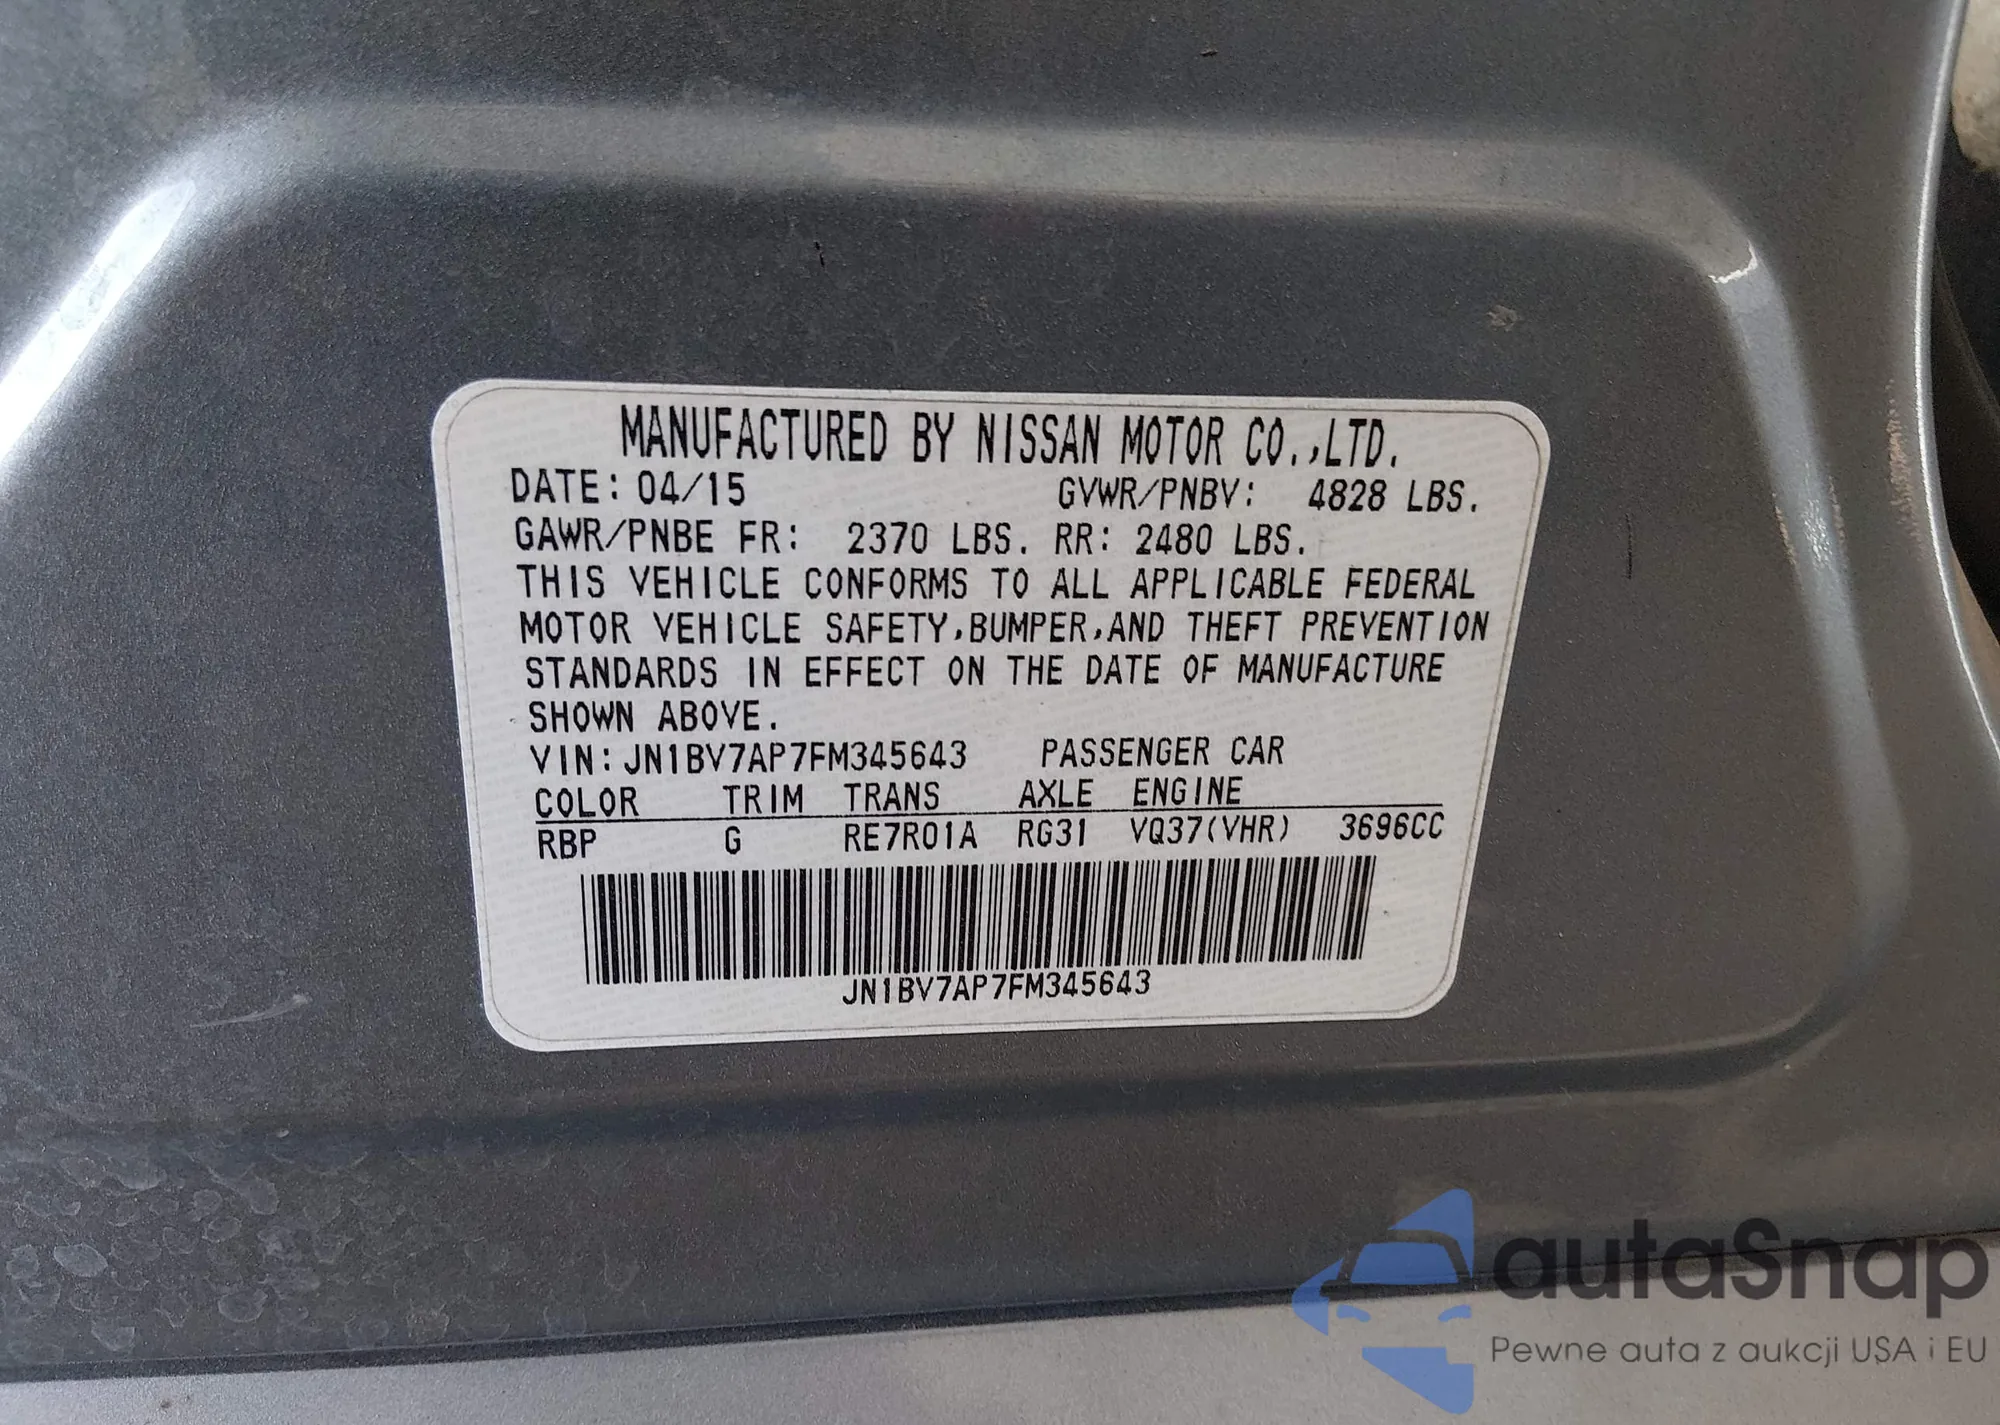 MANUFACTURED BY NISSAN MOTOR CO.,LTD.
DATE: 04/15 GVWR/PNBV: 4828 LBS.
GAWR/PNBE FR: 2370 LBS. RR: 2480 LBS.
THIS VEHICLE CONFORMS TO ALL APPLICABLE FEDERAL
MOTOR VEHICLE SAFETY,BUMPER,AND THEFT PREVENTION
STANDARDS IN EFFECT ON THE DATE OF MANUFACTURE
SHOWN ABOVE.
VIN:JN1BV7AP7FM345643 PASSENGER CAR
COLOR TRIM TRANS AXLE ENGINE
RBP G RE7R01A RG31 VQ37(VHR) 3696CC
JN1BV7AP7FM345643
autaSnap
Pewne auta z aukcji USA i EU